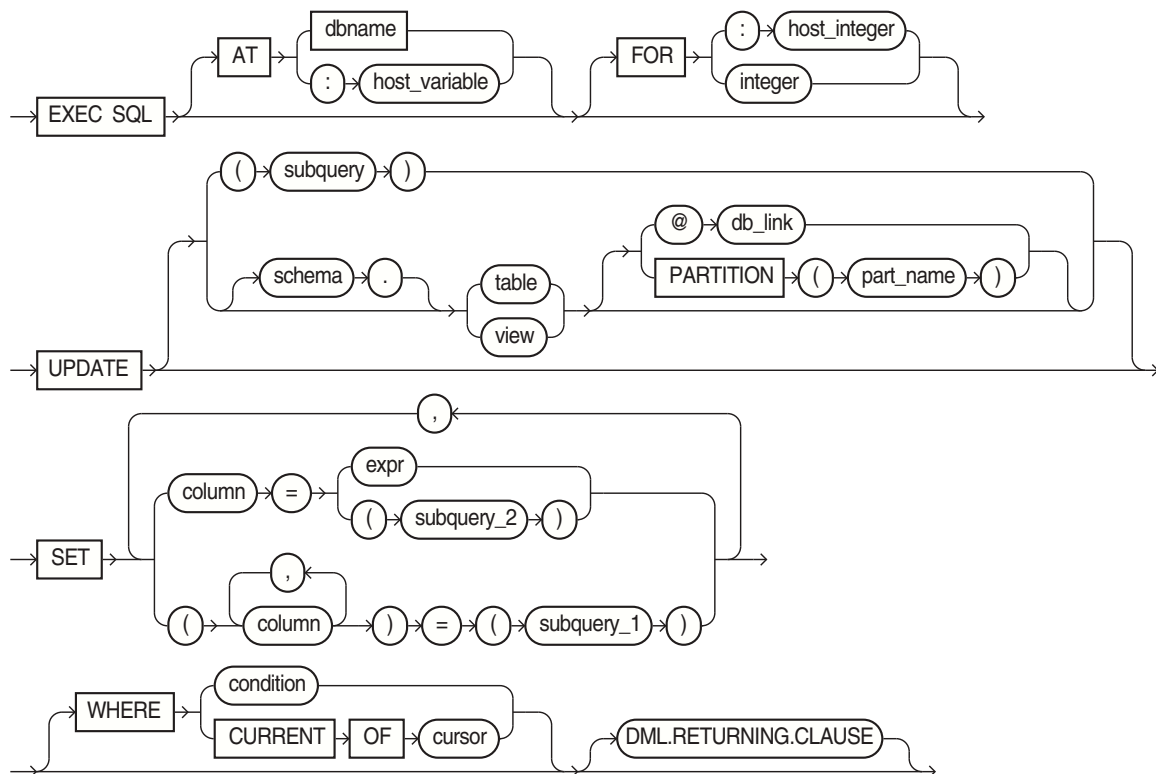 dbname : host_integer
AT FOR
: host_variable integer
EXEC SQL
( subquery )
@ db_link
schema . table PARTITION ( part_name )
view
UPDATE
,
expr
column =
( subquery_2 )
SET
,
( column ) = ( subquery_1 )
condition
WHERE DML.RETURNING.CLAUSE
CURRENT OF cursor